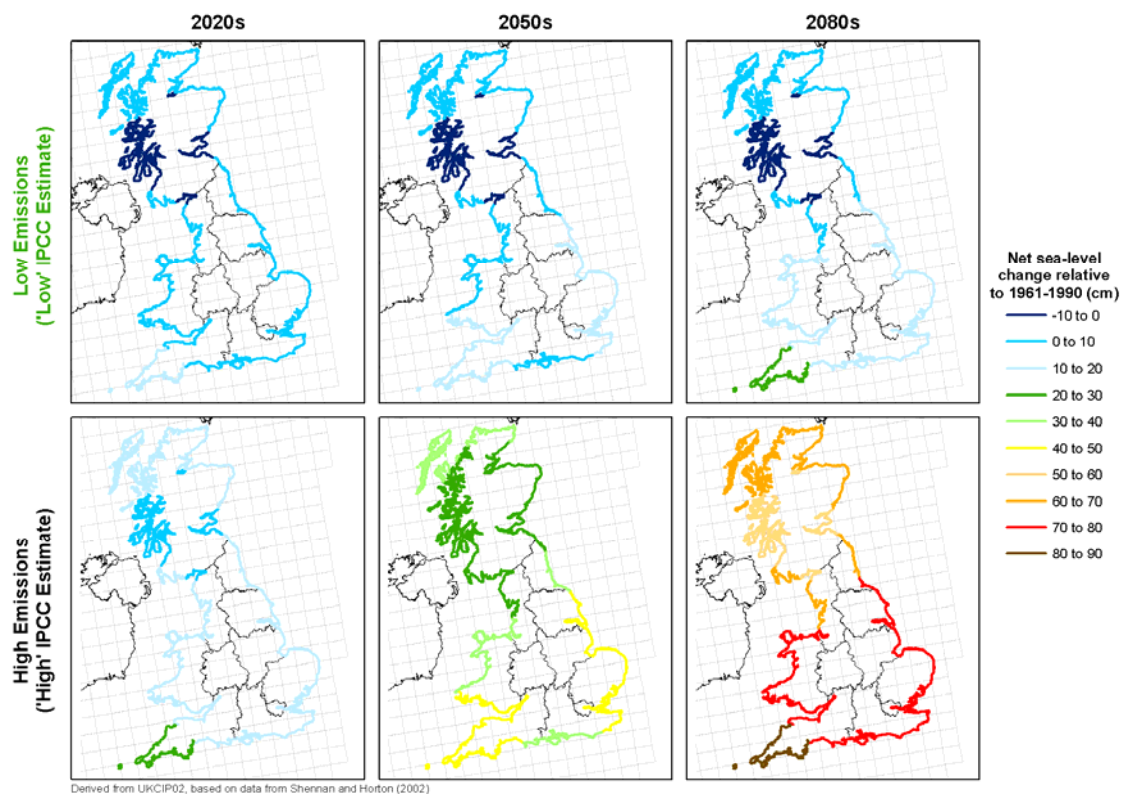 2020s
2050s
2080s
Low Emissions
('Low' IPCC Estimate)
High Emissions
('High' IPCC Estimate)
Net sea-level
change relative
to 1961-1990 (cm)
-10 to 0
0 to 10
10 to 20
20 to 30
30 to 40
40 to 50
50 to 60
60 to 70
70 to 80
80 to 90
Derived from UKCIP02, based on data from Shennan and Horton (2002)